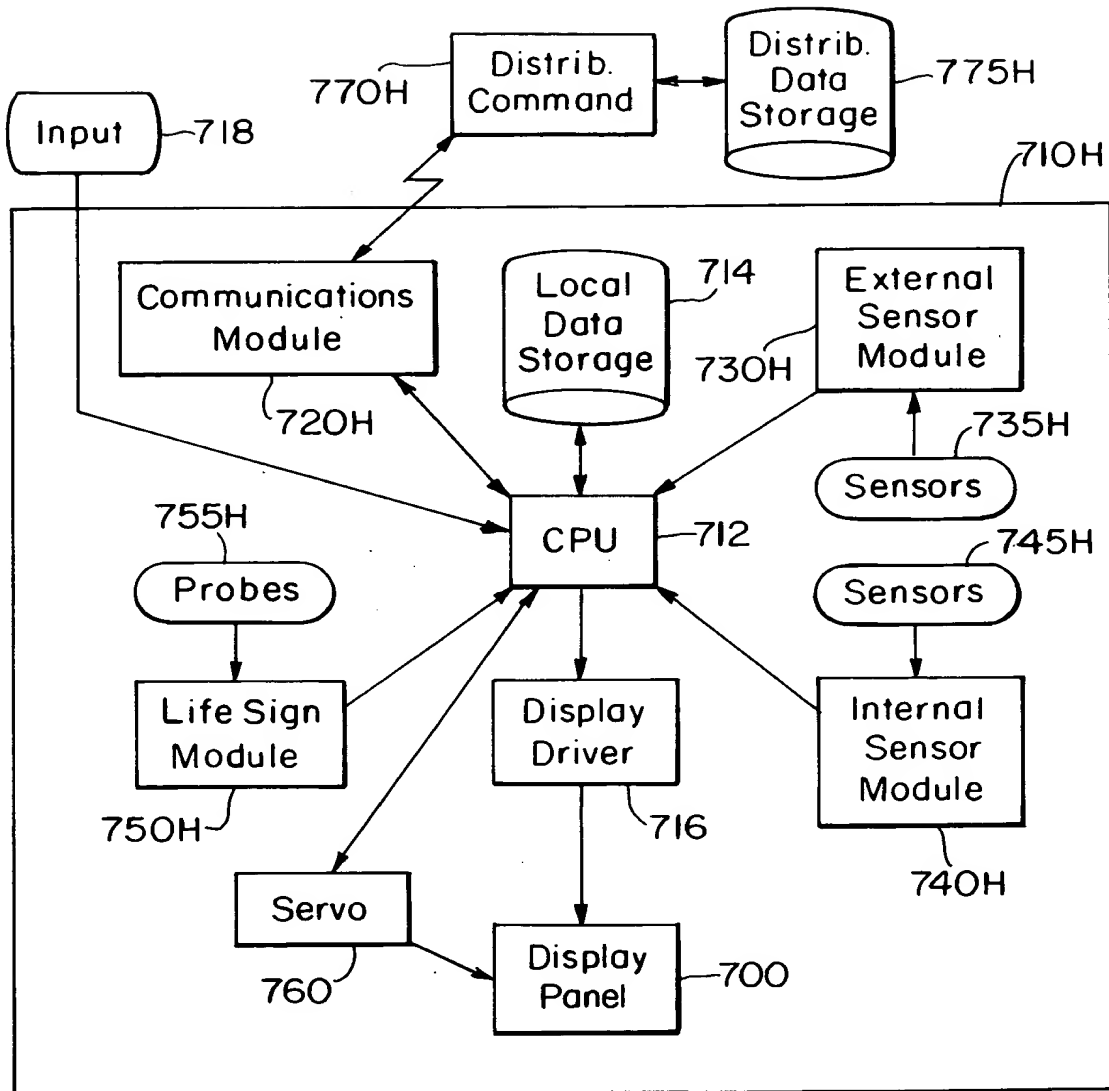 Distrib.
Command
770H
Distrib.
Data
Storage
775H
Input
718
710H
Communications
Module
720H
Local
Data
Storage
714
External
Sensor
Module
730H
735H
Sensors
CPU
712
755H
Probes
745H
Sensors
Life Sign
Module
750H
Display
Driver
716
Internal
Sensor
Module
740H
Servo
760
Display
Panel
700